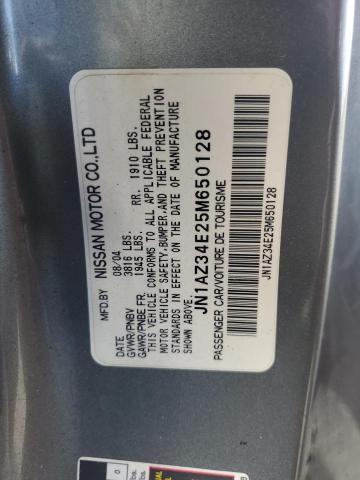 MFD.BY NISSAN MOTOR CO.,LTD
DATE 08/04
GVWR/PNBV 3816 LBS.
GAWR/PNBE FR. 1945 LBS. RR. 1910 LBS.
THIS VEHICLE CONFORMS TO ALL APPLICABLE FEDERAL
MOTOR VEHICLE SAFETY,BUMPER,AND THEFT PREVENTION
STANDARDS IN EFFECT ON THE DATE OF MANUFACTURE
SHOWN ABOVE.
JN1AZ34E25M650128
PASSENGER CAR/VOITURE DE TOURISME
JN1AZ34E25M650128
0